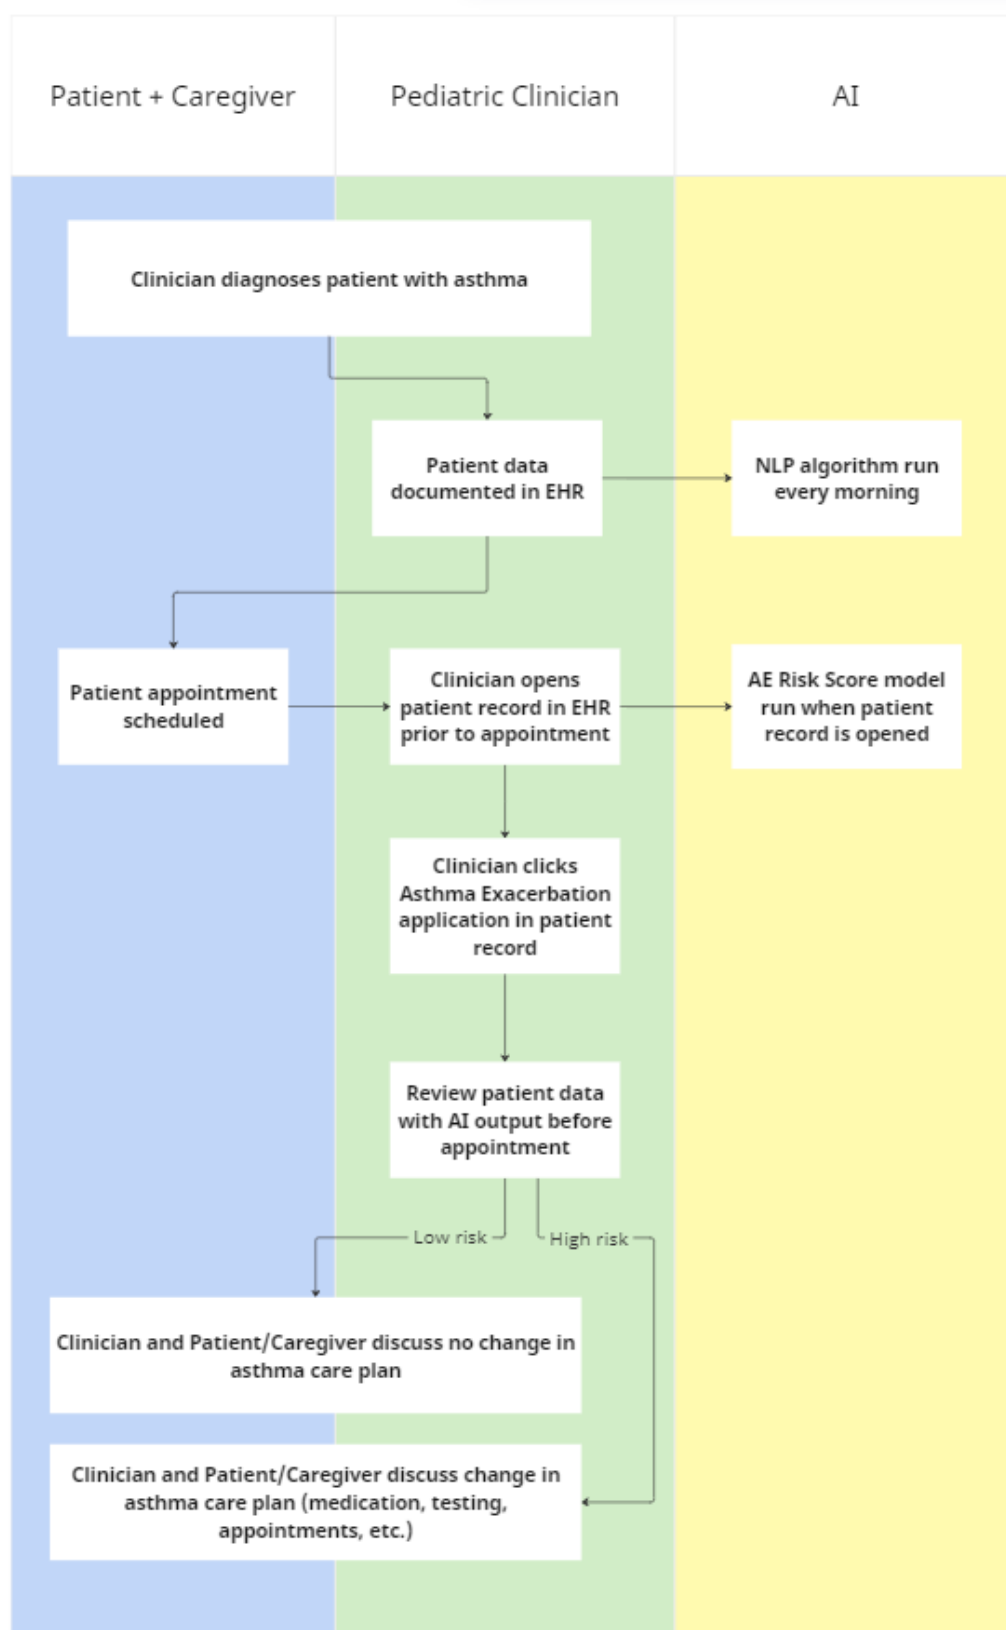 Patient + Caregiver
Pediatric Clinician
AI
Clinician diagnoses patient with asthma
Patient data
documented in EHR
NLP algorithm run
every morning
Patient appointment
scheduled
Clinician opens
patient record in EHR
prior to appointment
AE Risk Score model
run when patient
record is opened
Clinician clicks
Asthma Exacerbation
application in patient
record
Review patient data
with AI output before
appointment
Low risk
High risk
Clinician and Patient/Caregiver discuss no change in
asthma care plan
Clinician and Patient/Caregiver discuss change in
asthma care plan (medication, testing,
appointments, etc.)